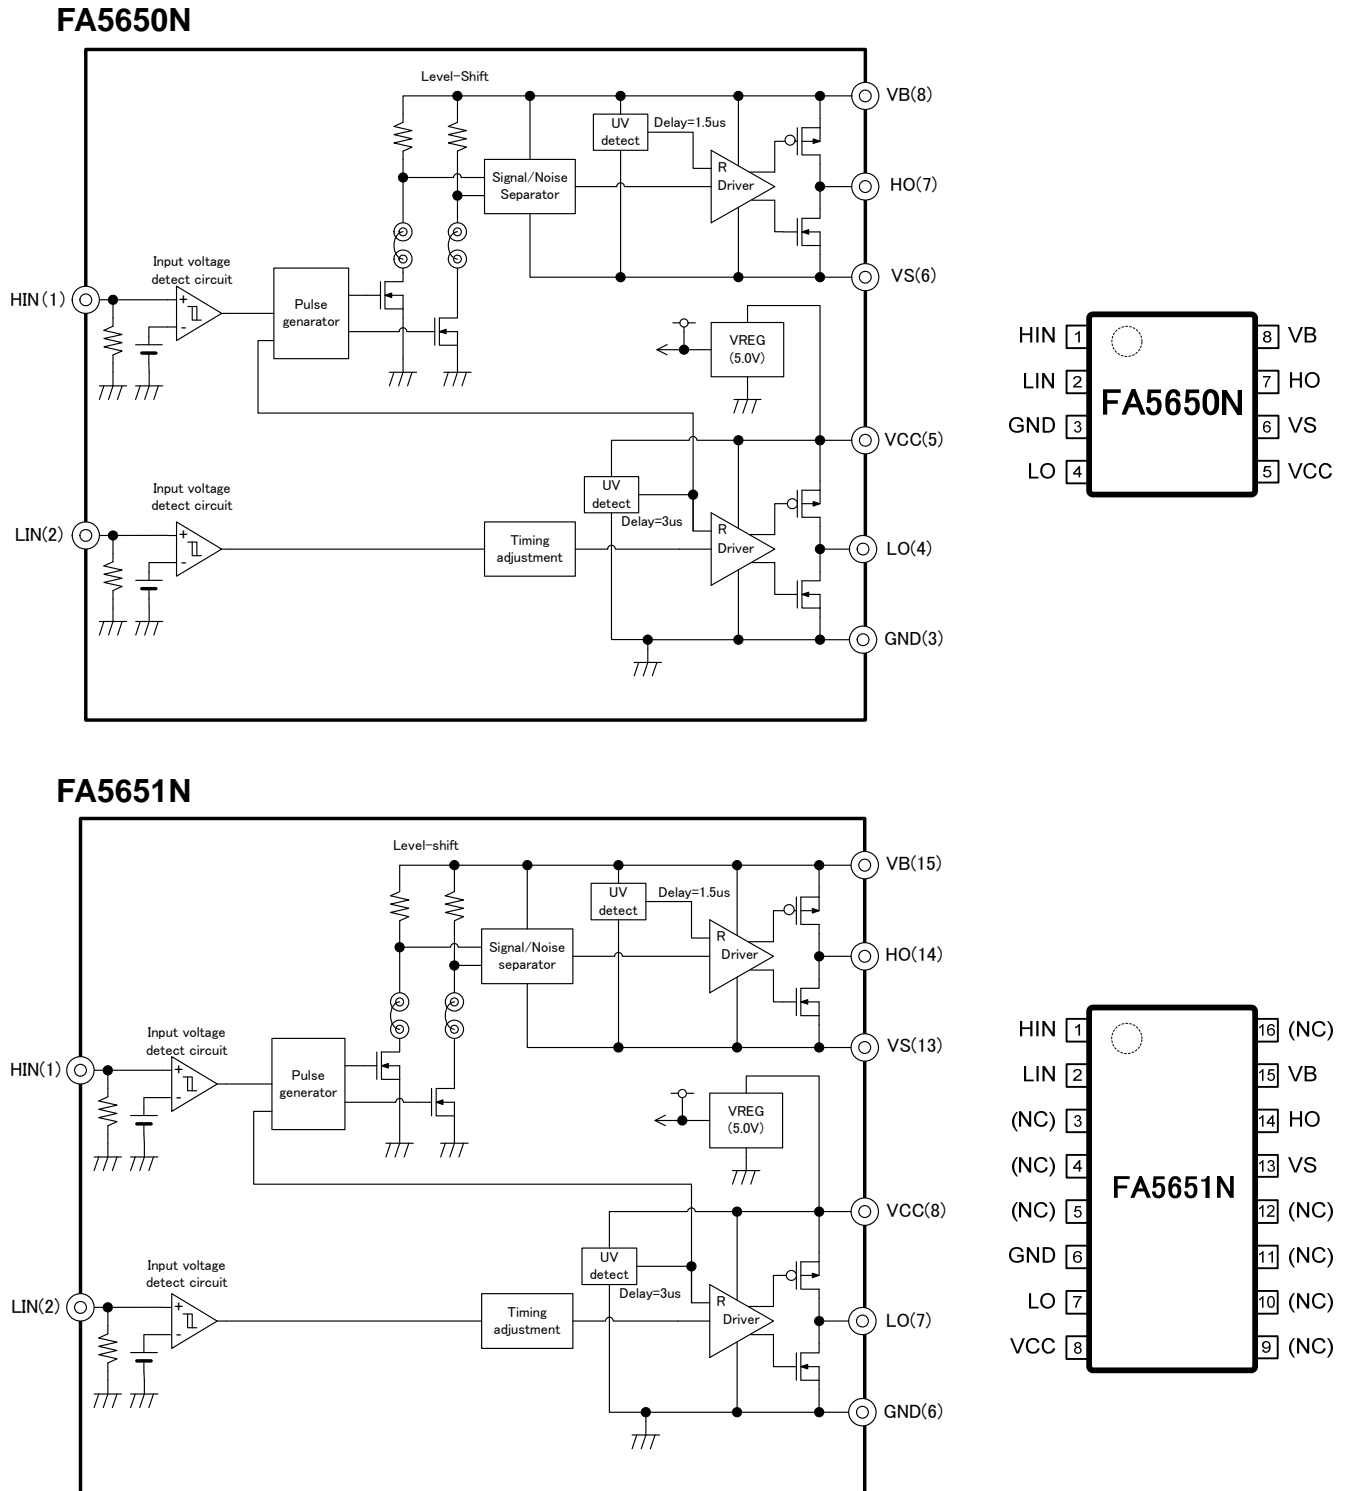 FA5650N
Level-Shift
VB(8)
UV
detect
Delay=1.5us
R
Driver
Signal/Noise
Separator
HO(7)
VS(6)
Input voltage
detect circuit
HIN(1)
+
-
Pulse
genarator
VREG
(5.0V)
VCC(5)
UV
detect
Delay=3us
R
Driver
Input voltage
detect circuit
LIN(2)
+
-
Timing
adjustment
LO(4)
GND(3)
HIN 1
LIN 2
GND 3
LO 4
FA5650N
8 VB
7 HO
6 VS
5 VCC
FA5651N
Level-shift
VB(15)
UV
detect
Delay=1.5us
R
Driver
Signal/Noise
separator
HO(14)
VS(13)
Input voltage
detect circuit
HIN(1)
+
-
Pulse
generator
VREG
(5.0V)
VCC(8)
UV
detect
Delay=3us
R
Driver
Input voltage
detect circuit
LIN(2)
+
-
Timing
adjustment
LO(7)
GND(6)
HIN 1
LIN 2
(NC) 3
(NC) 4
(NC) 5
GND 6
LO 7
VCC 8
FA5651N
16 (NC)
15 VB
14 HO
13 VS
12 (NC)
11 (NC)
10 (NC)
9 (NC)